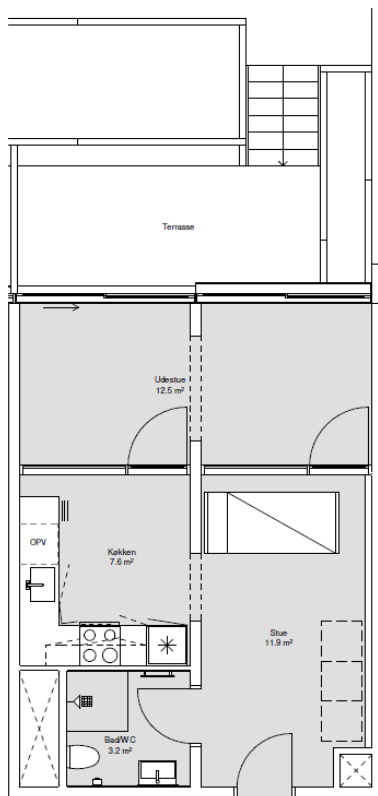 Terrasse
Udestue
12.5 m²
OPV
Køkken
7.6 m²
Stue
11.9 m²
Bad/WC
3.2 m²